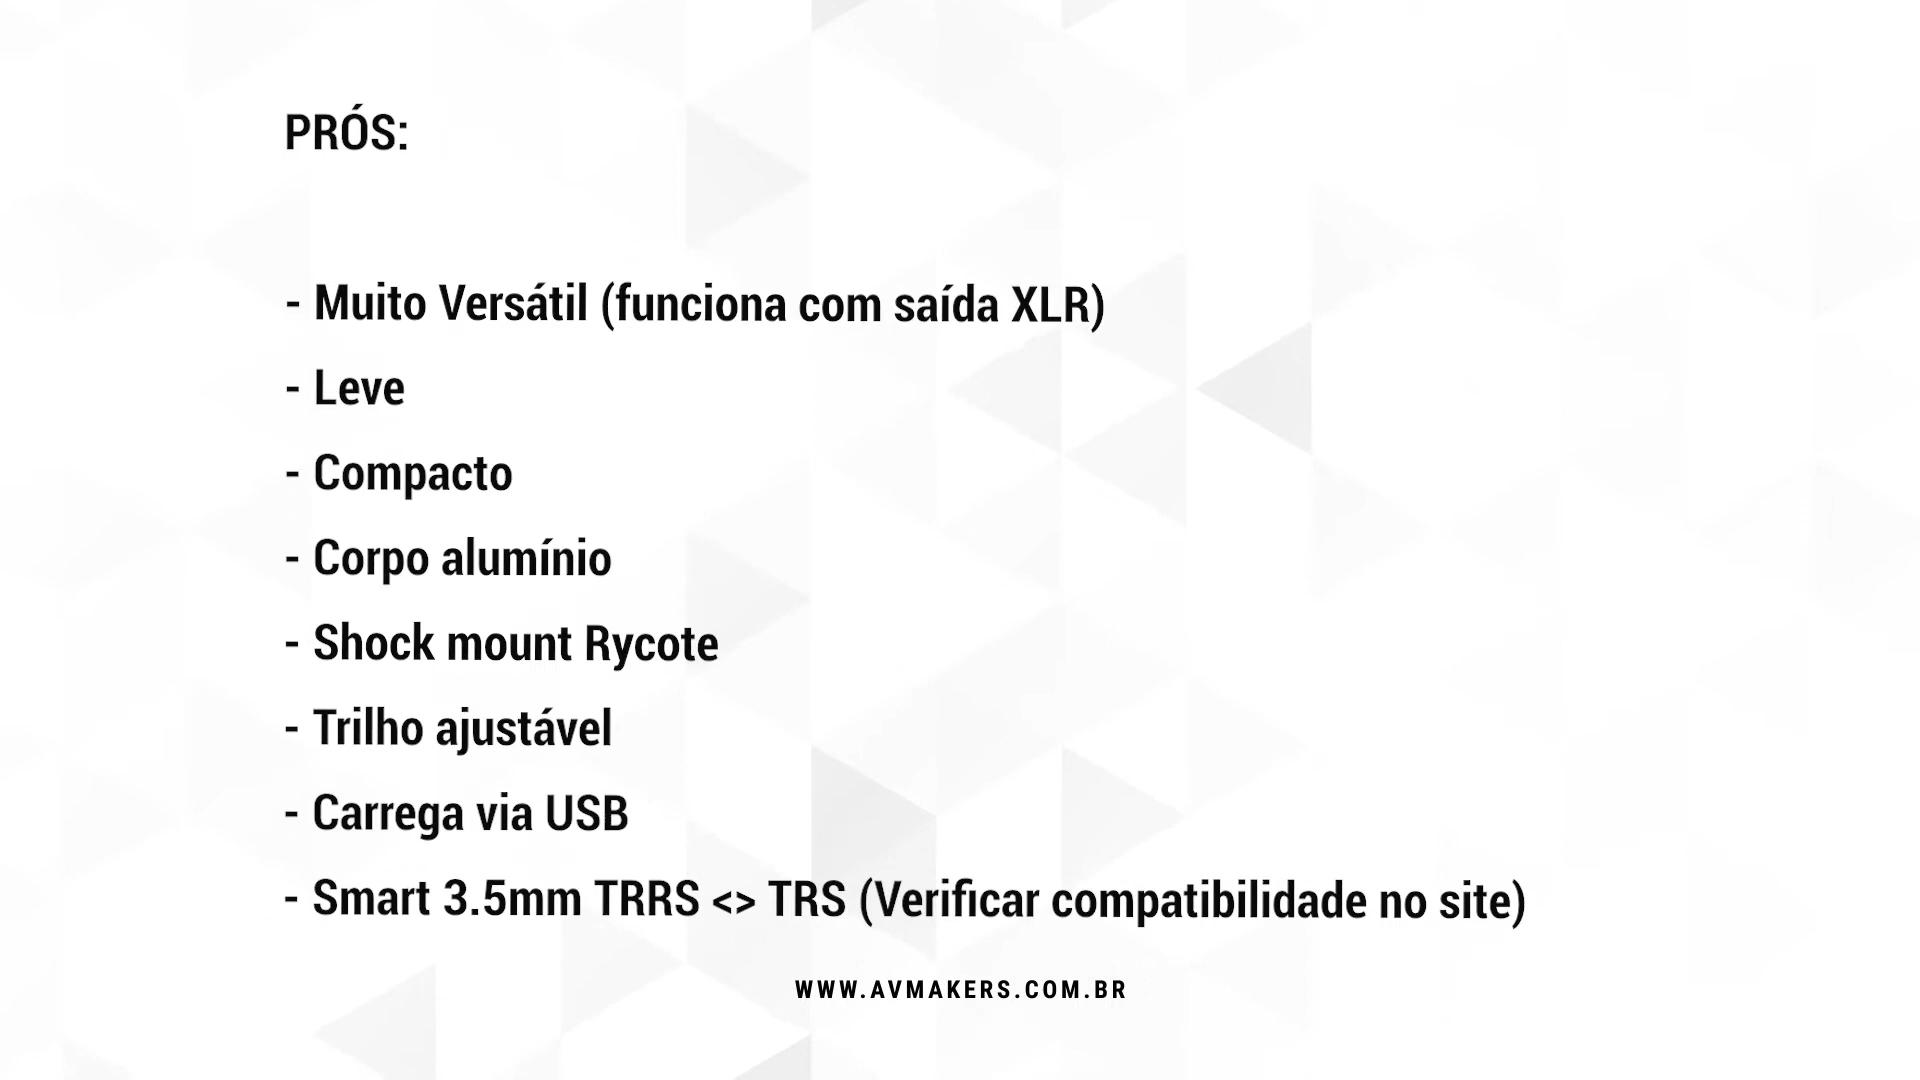 PRÓS:
- Muito Versátil (funciona com saída XLR)
- Leve
- Compacto
- Corpo alumínio
- Shock mount Rycote
- Trilho ajustável
- Carrega via USB
- Smart 3.5mm TRRS <> TRS (Verificar compatibilidade no site)
WWW.AVMAKERS.COM.BR